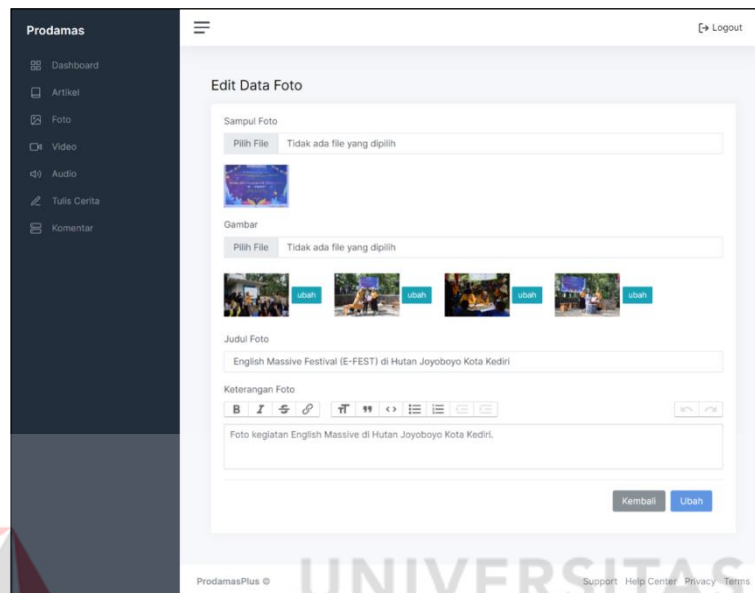 Prodamas
Logout
Dashboard
Artikel
Foto
Video
Audio
Tulis Cerita
Komentar
Edit Data Foto
Sampul Foto
Pilih File Tidak ada file yang dipilih
Gambar
Pilih File Tidak ada file yang dipilih
ubah ubah ubah ubah
Judul Foto
English Massive Festival (E-FEST) di Hutan Joyoboyo Kota Kediri
Keterangan Foto
B I S
Foto kegiatan English Massive di Hutan Joyoboyo Kota Kediri.
Kembali Ubah
ProdamasPlus © Support Help Center Privacy Terms
UNIVERSITAS